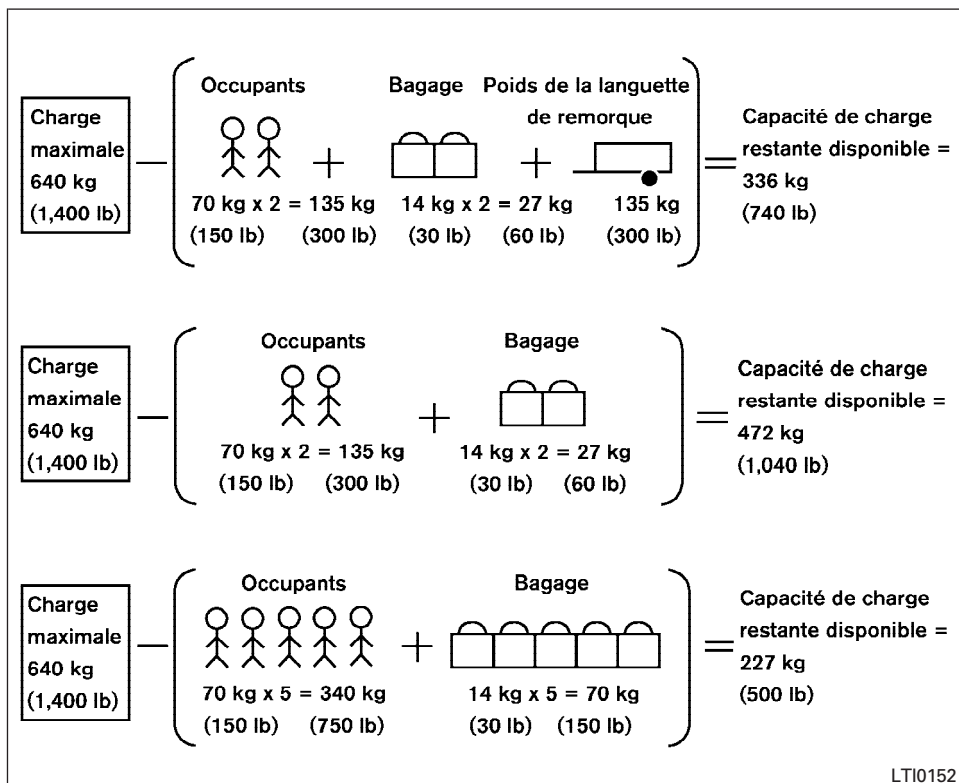 Charge
maximale
640 kg
(1,400 lb)
Occupants
Bagage
Poids de la languette
de remorque
70 kg x 2 = 135 kg
14 kg x 2 = 27 kg
135 kg
(150 lb) (300 lb)
(30 lb) (60 lb)
(300 lb)
Capacité de charge
restante disponible =
336 kg
(740 lb)
Charge
maximale
640 kg
(1,400 lb)
Occupants
Bagage
70 kg x 2 = 135 kg
14 kg x 2 = 27 kg
(150 lb) (300 lb)
(30 lb) (60 lb)
Capacité de charge
restante disponible =
472 kg
(1,040 lb)
Charge
maximale
640 kg
(1,400 lb)
Occupants
Bagage
70 kg x 5 = 340 kg
14 kg x 5 = 70 kg
(150 lb) (750 lb)
(30 lb) (150 lb)
Capacité de charge
restante disponible =
227 kg
(500 lb)
LTI0152